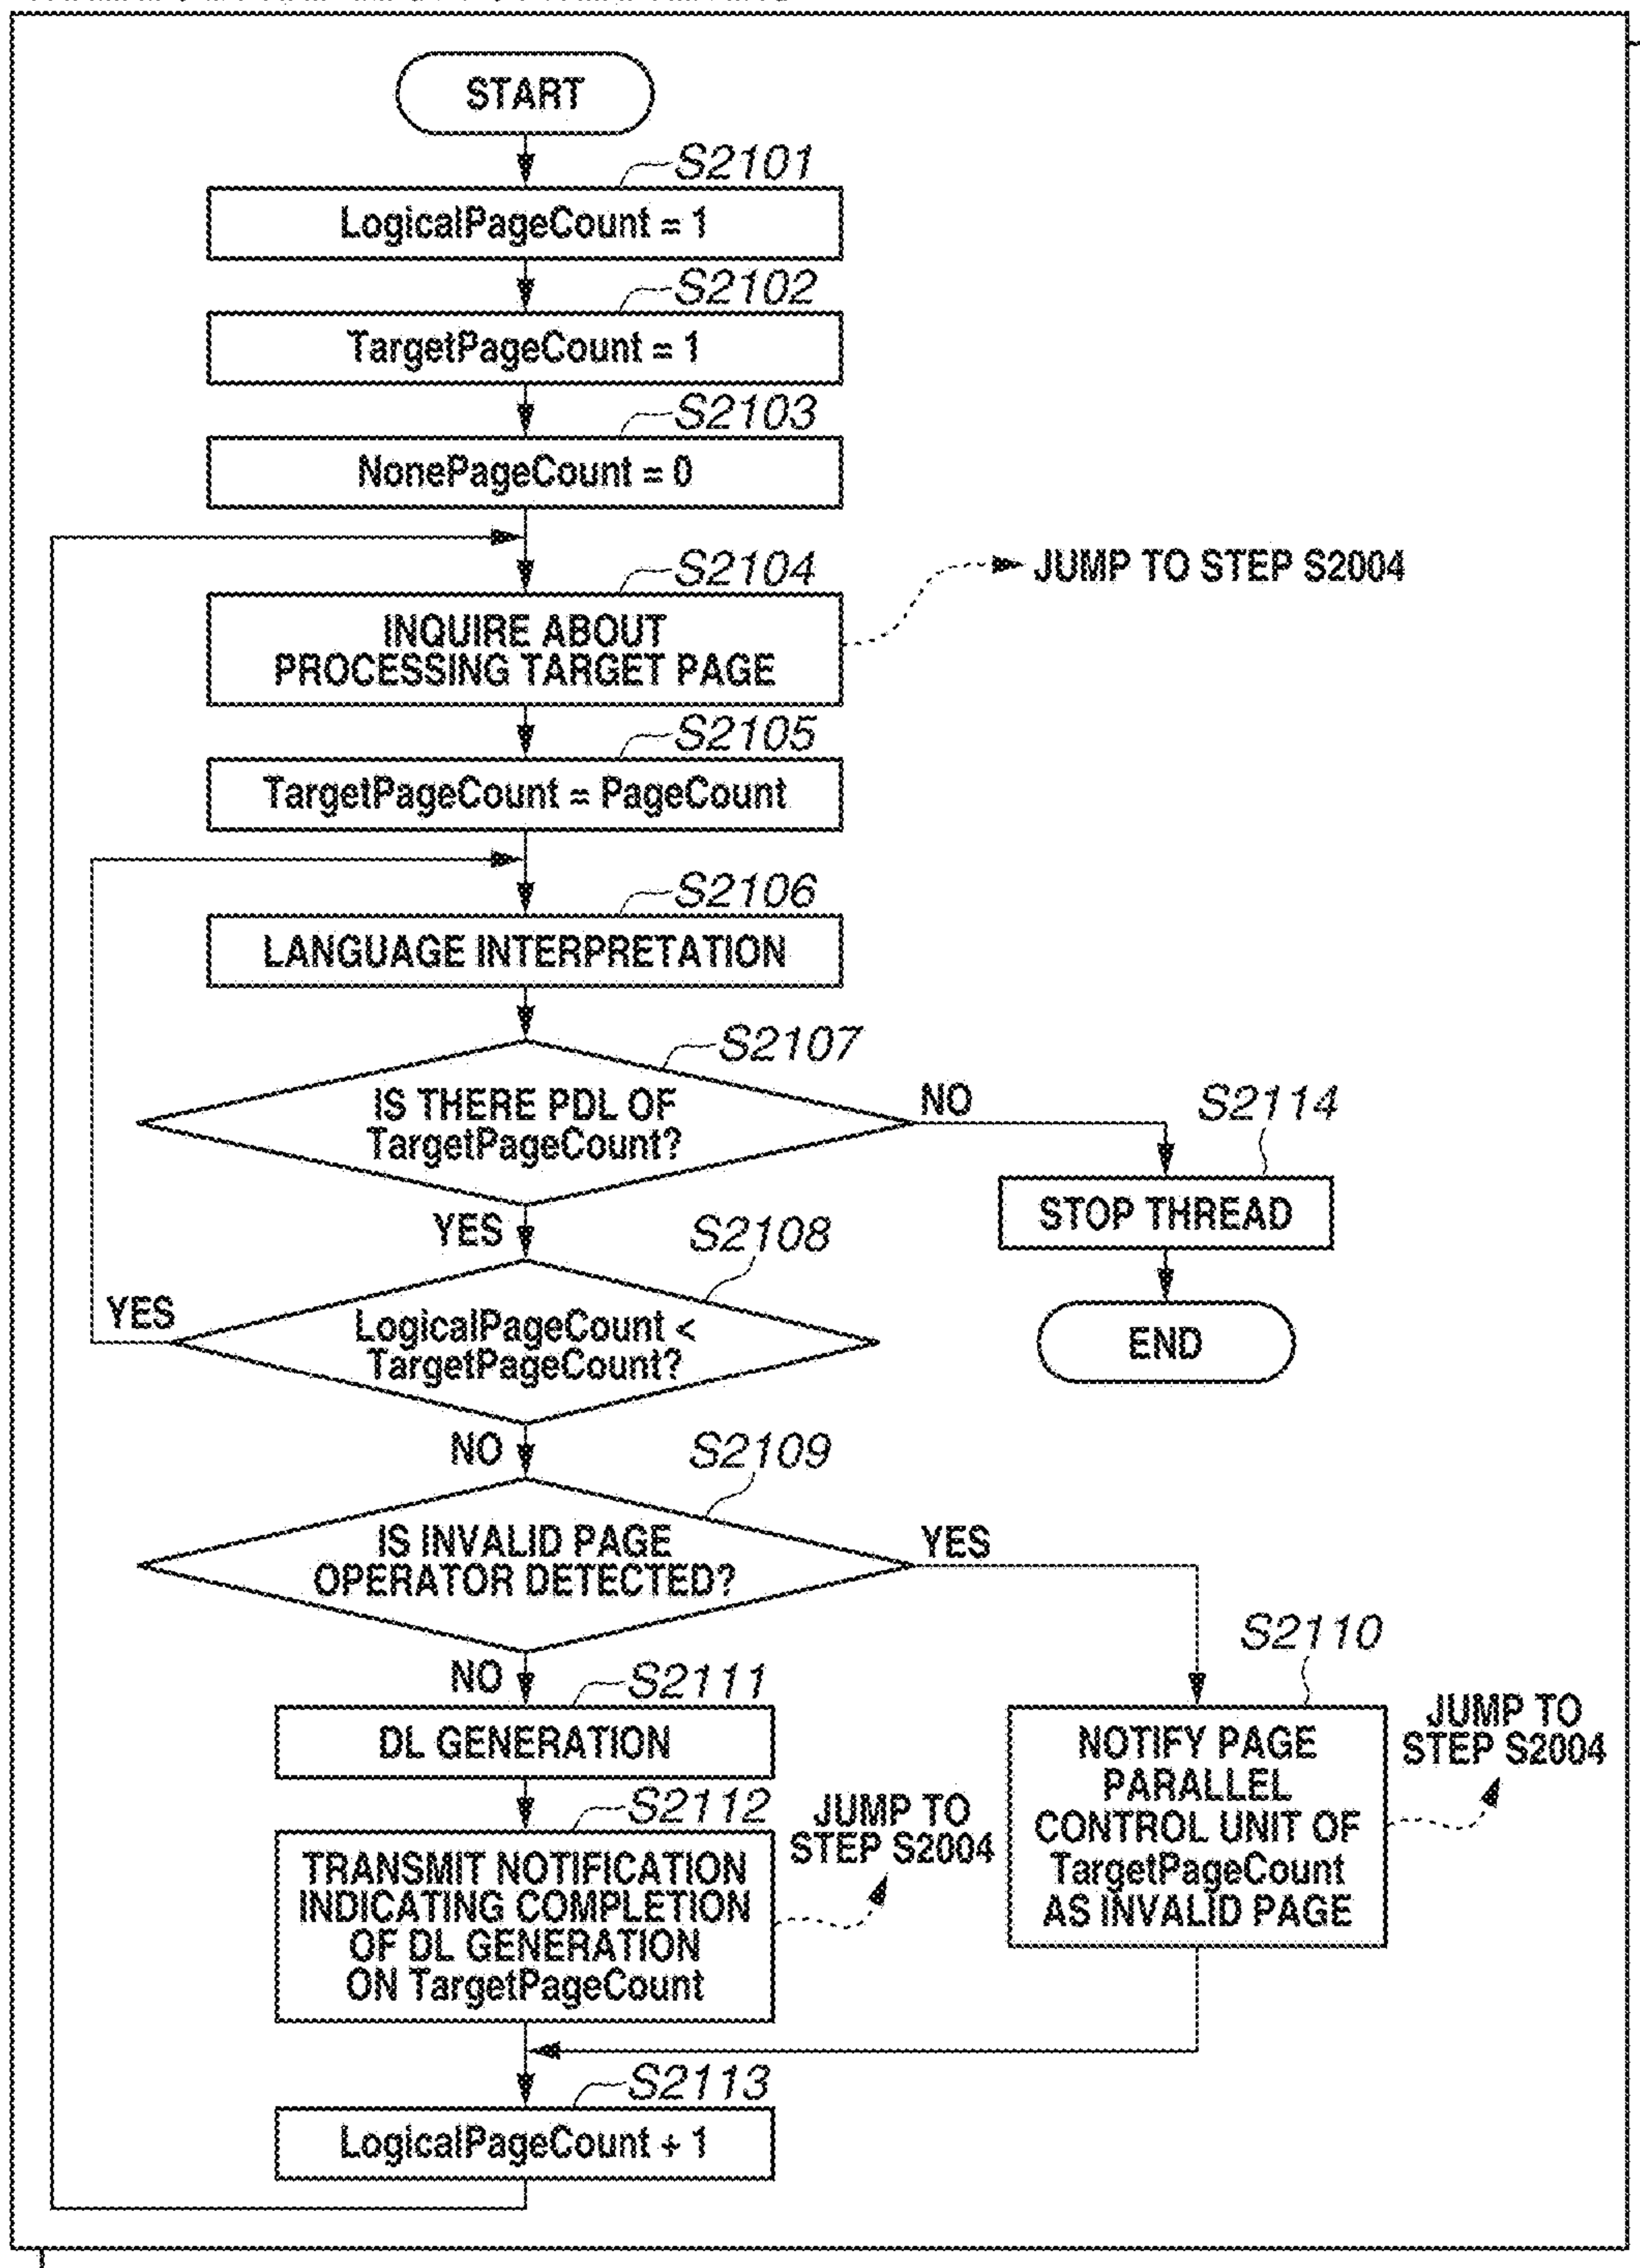 START
S2101
LogicalPageCount = 1
S2102
TargetPageCount = 1
S2103
NonePageCount = 0
S2104
JUMP TO STEP S2004
INQUIRE ABOUT
PROCESSING TARGET PAGE
S2105
TargetPageCount = PageCount
S2106
LANGUAGE INTERPRETATION
S2107
IS THERE PDL OF
TargetPageCount?
NO
S2114
STOP THREAD
END
YES
S2108
LogicalPageCount <
TargetPageCount?
YES
NO
S2109
IS INVALID PAGE
OPERATOR DETECTED?
YES
S2110
NOTIFY PAGE
PARALLEL
CONTROL UNIT OF
TargetPageCount
AS INVALID PAGE
JUMP TO
STEP S2004
NO
S2111
DL GENERATION
S2112
TRANSMIT NOTIFICATION
INDICATING COMPLETION
OF DL GENERATION
ON TargetPageCount
JUMP TO
STEP S2004
S2113
LogicalPageCount + 1